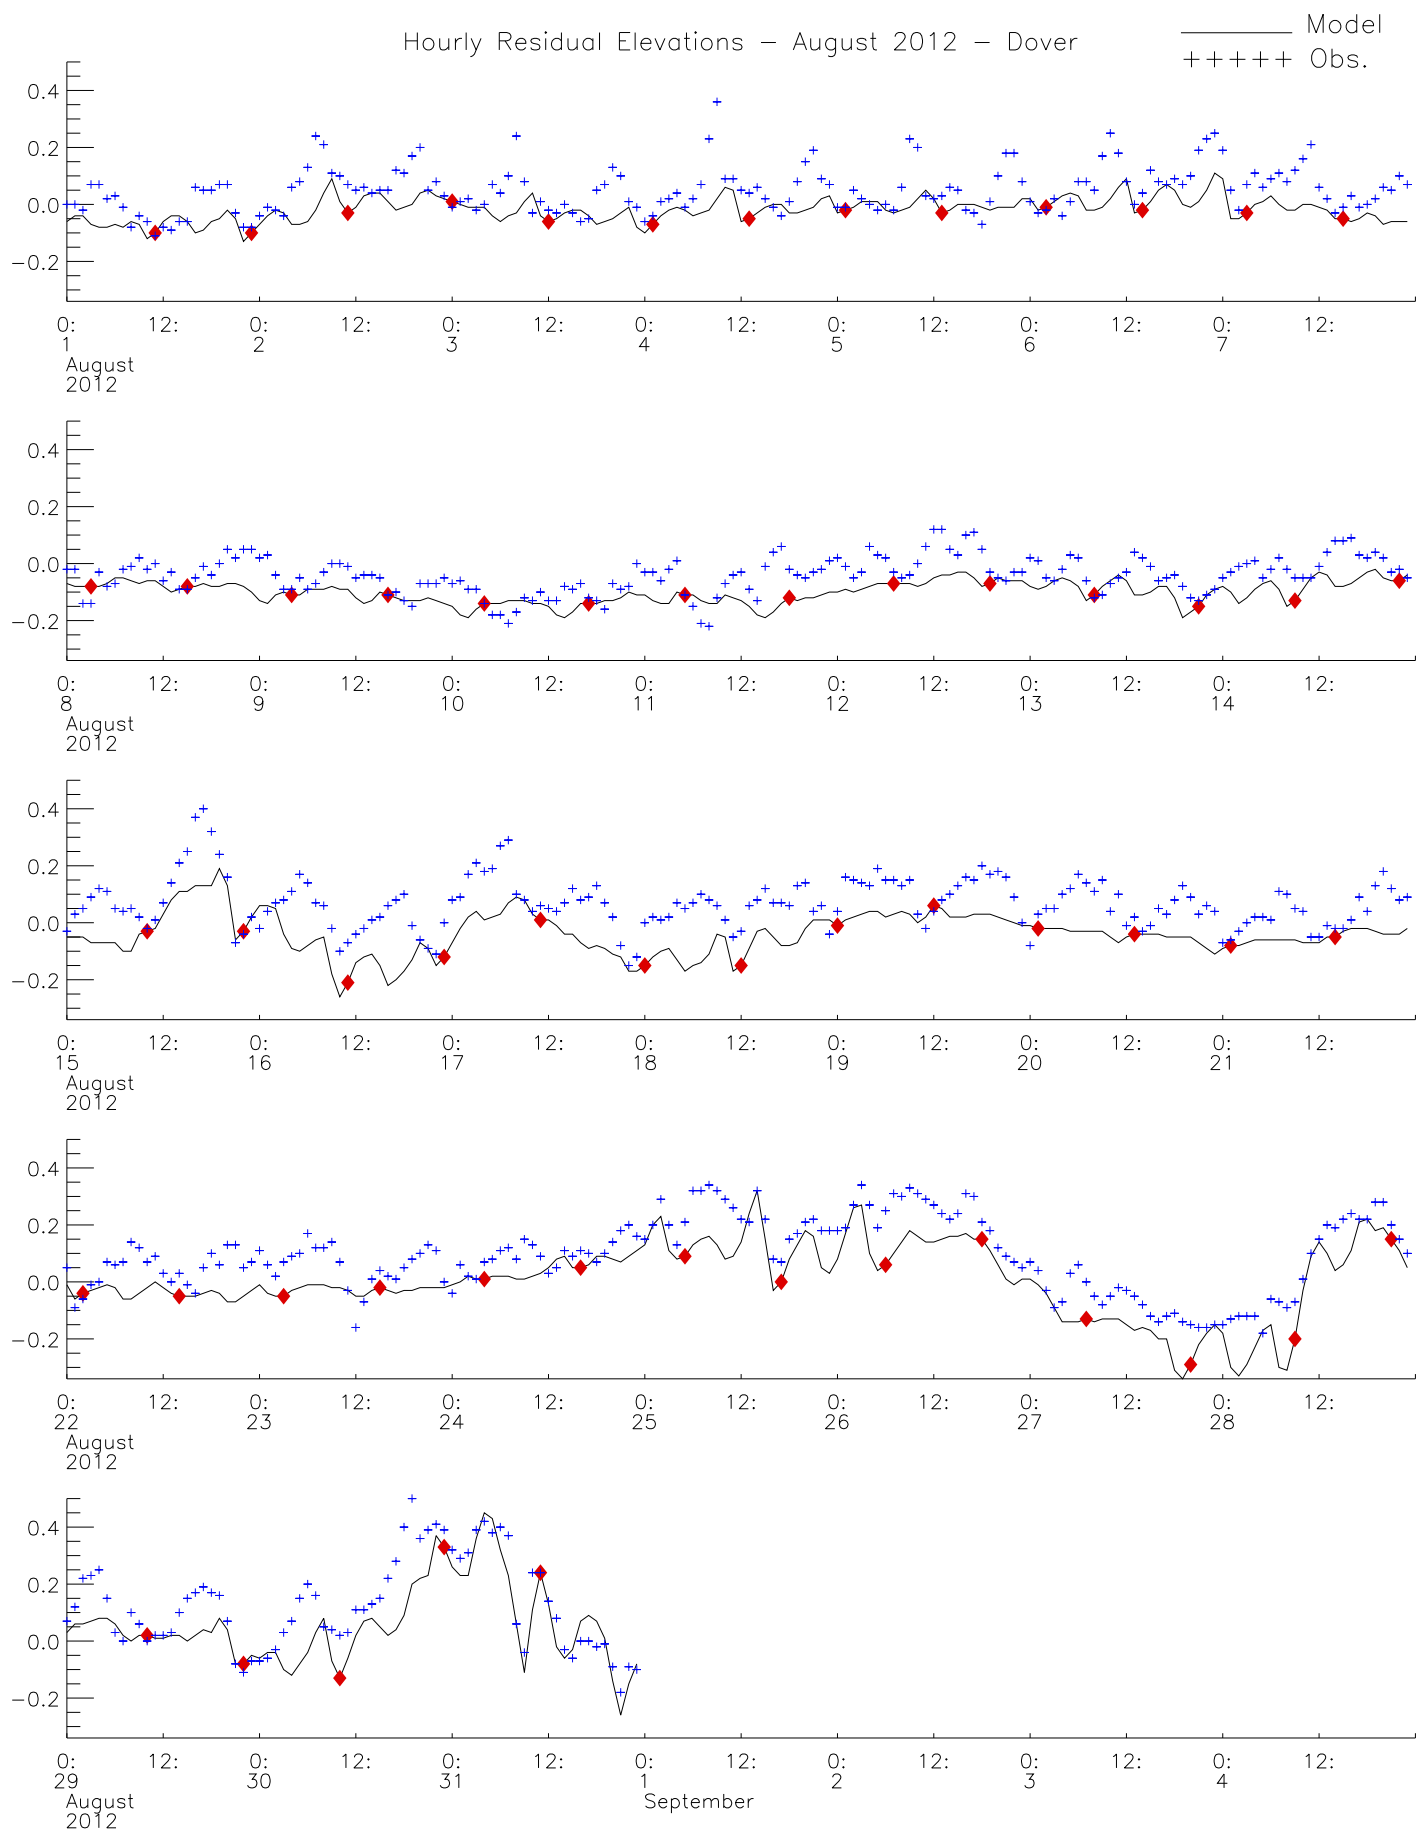 Hourly Residual Elevations – August 2012 – Dover
Model
+++++ Obs.
0.4
0.2
0.0
−0.2
0: 12: 0: 12: 0: 12: 0: 12: 0: 12: 0: 12: 0: 12:
1 2 3 4 5 6 7
August
2012
0.4
0.2
0.0
−0.2
0: 12: 0: 12: 0: 12: 0: 12: 0: 12: 0: 12: 0: 12:
8 9 10 11 12 13 14
August
2012
0.4
0.2
0.0
−0.2
0: 12: 0: 12: 0: 12: 0: 12: 0: 12: 0: 12: 0: 12:
15 16 17 18 19 20 21
August
2012
0.4
0.2
0.0
−0.2
0: 12: 0: 12: 0: 12: 0: 12: 0: 12: 0: 12: 0: 12:
22 23 24 25 26 27 28
August
2012
0.4
0.2
0.0
−0.2
0: 12: 0: 12: 0: 12: 0: 12: 0: 12: 0: 12: 0: 12:
29 30 31 1 2 3 4
August September
2012